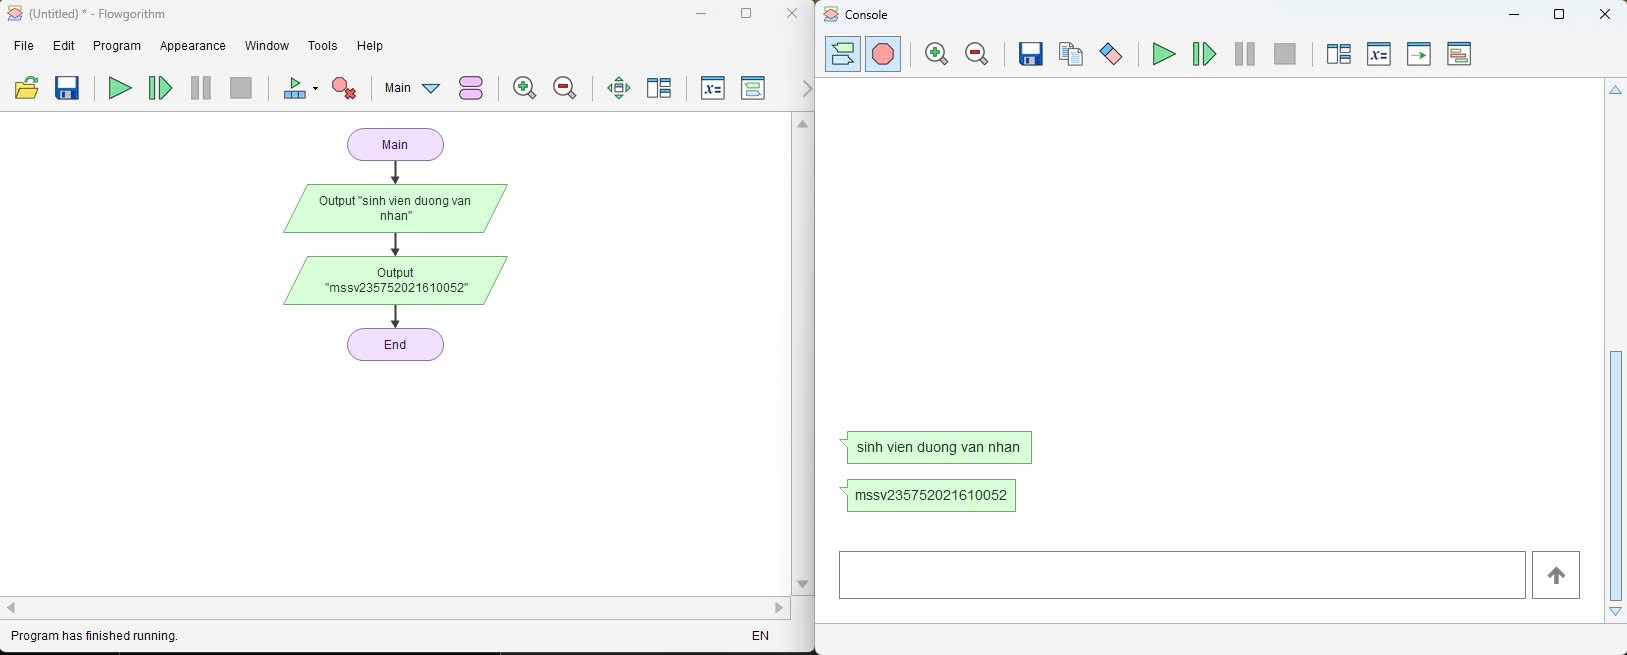 (Untitled) * - Flowgorithm
File Edit Program Appearance Window Tools Help
Main
x=
Main
Output "sinh vien duong van
nhan"
Output
"mssv235752021610052"
End
Program has finished running.
EN
Console
x=
sinh vien duong van nhan
mssv235752021610052